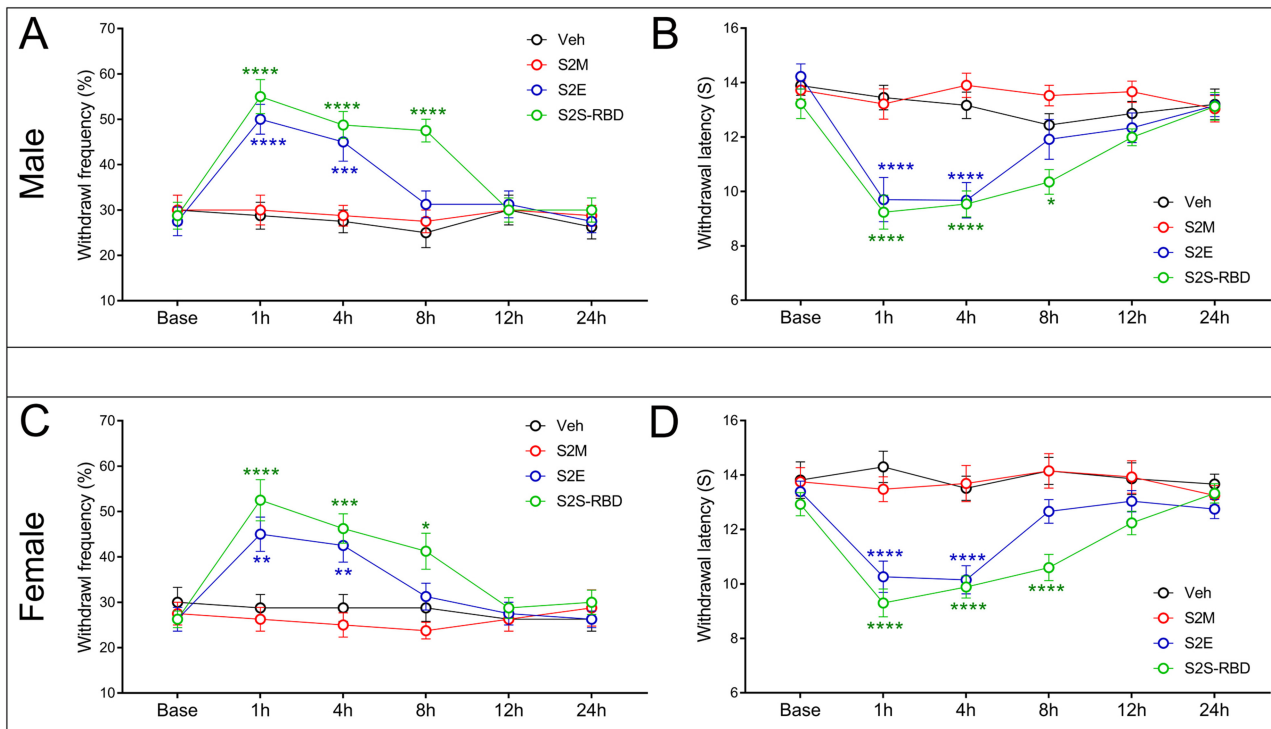 Male
A
Withdrawl frequency (%)
70
60
50
40
30
20
10
Veh
S2M
S2E
S2S-RBD
****
****
****
****
***
Base 1h 4h 8h 12h 24h
B
Withdrawal latency (S)
16
14
12
10
8
6
****
****
****
****
*
Veh
S2M
S2E
S2S-RBD
Base 1h 4h 8h 12h 24h
Female
C
Withdrawl frequency (%)
70
60
50
40
30
20
10
Veh
S2M
S2E
S2S-RBD
****
***
*
**
**
Base 1h 4h 8h 12h 24h
D
Withdrawal latency (S)
16
14
12
10
8
6
****
****
****
****
****
Veh
S2M
S2E
S2S-RBD
Base 1h 4h 8h 12h 24h